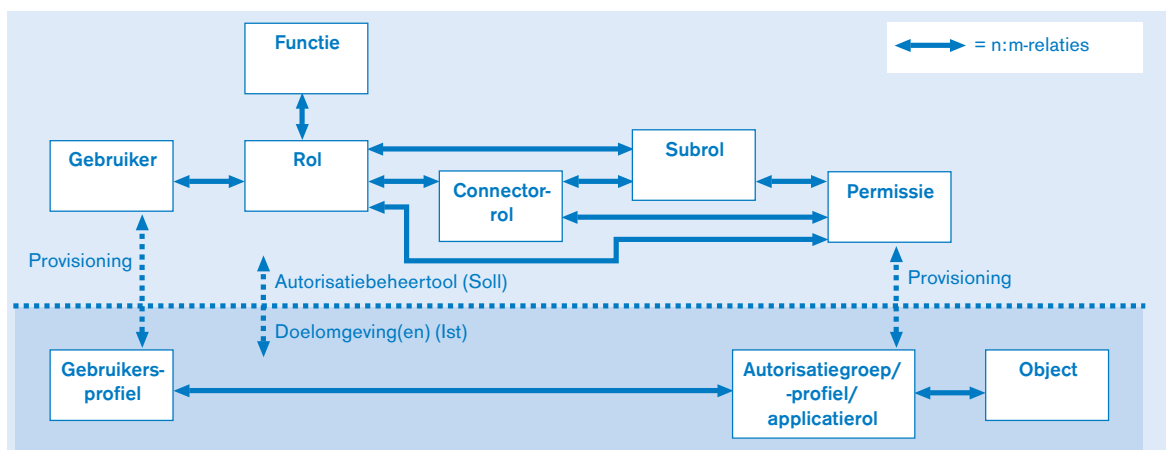 Functie
= n:m-relaties
Gebruiker
Rol
Subrol
Connector-
rol
Permissie
Provisioning
Autorisatiebeheertool (Soll)
Provisioning
Doelomgeving(en) (Ist)
Gebruikers-
profiel
Autorisatiegroep/
-profiel/
applicatierol
Object